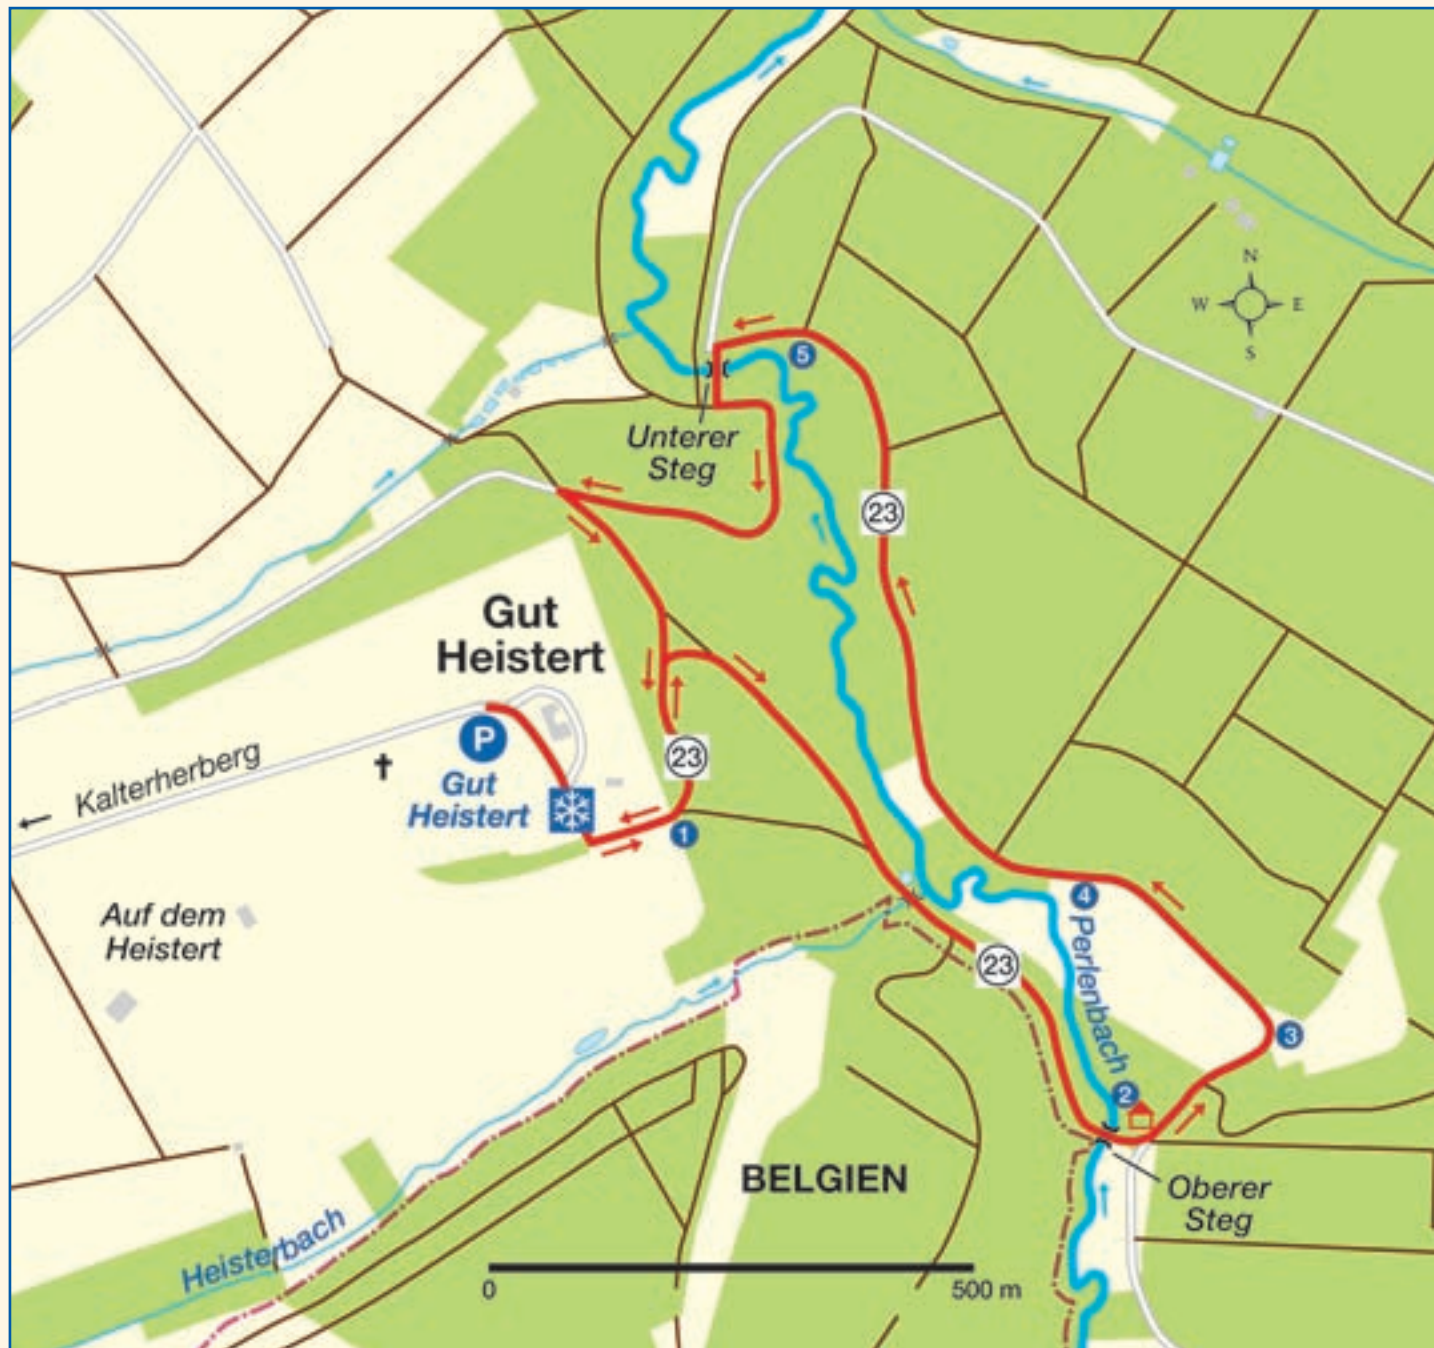 N
W E
S
5
Unterer
Steg
23
Gut
Heistert
P
Gut
Heistert
Kalterherberg
23
1
Auf dem
Heistert
4
Perlenbach
23
3
2
BELGIEN
Oberer
Steg
Heisterbach
0 500 m